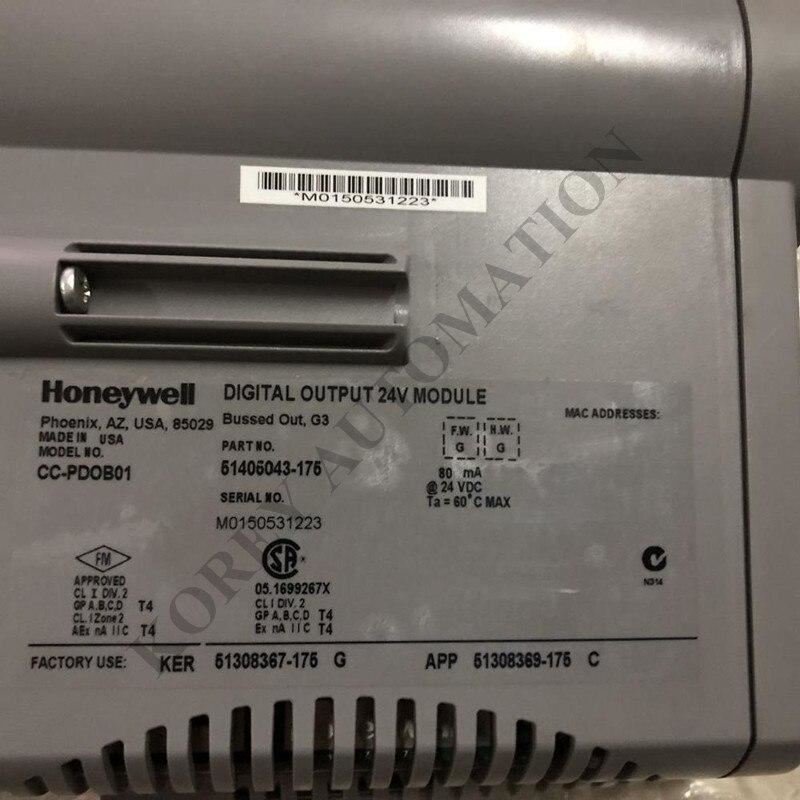 *M0150531223*
Honeywell
DIGITAL OUTPUT 24V MODULE
Phoenix, AZ, USA, 85029
Bussed Out, G3
MAC ADDRESSES:
MADE IN USA
MODEL NO.
CC-PDOB01
PART NO.
51405043-175
SERIAL NO.
M0150531223
F.W. H.W.
G G
80 mA
@ 24 VDC
Ta = 60°C MAX
FM
APPROVED
CL I DIV. 2
GP A,B,C,D T4
CL.I Zone 2
AEx nA IIC T4
SA
05.1699267X
CL I DIV. 2
GP A,B,C,D T4
Ex nA IIC T4
N314
FACTORY USE: KER 51308367-175 G APP 51308369-175 C
KOREY AUTOMATION